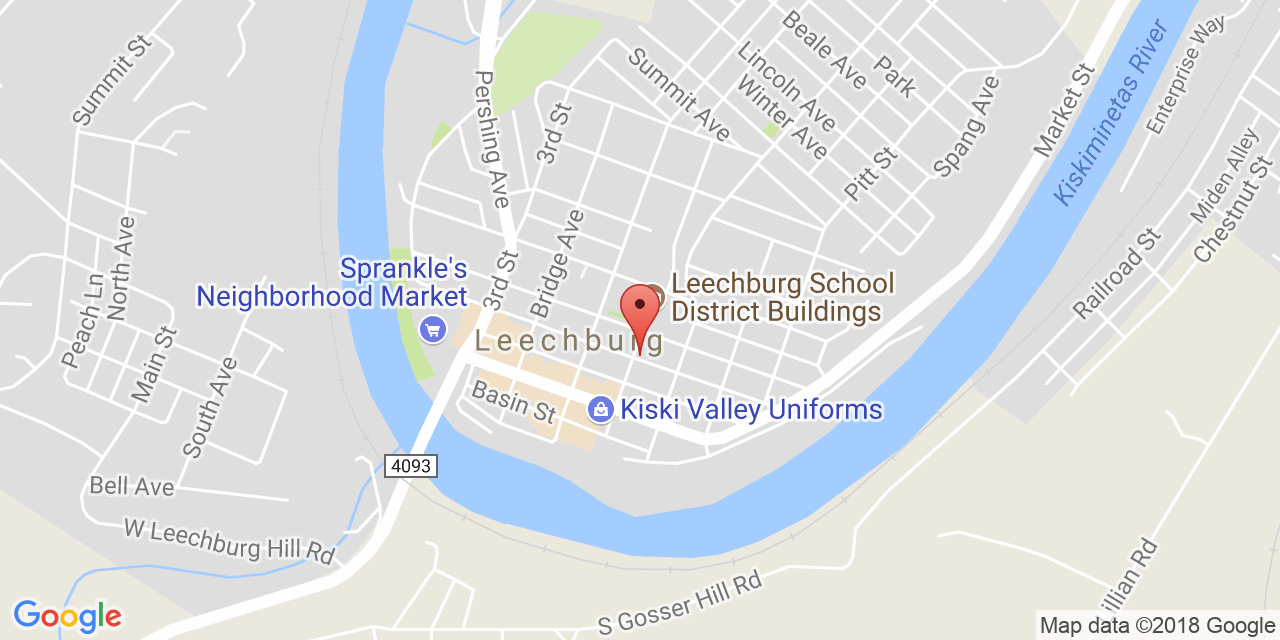 Summit St
Pershing Ave
3rd St
Summit Ave
Lincoln Ave
Winter Ave
Beale Ave
Park
Pitt St
Spang Ave
Market St
Kiskiminetas River
Enterprise Way
Miden Alley
Chestnut St
Railroad St
Peach Ln
North Ave
Main St
South Ave
Bell Ave
W Leechburg Hill Rd
Sprankle's
Neighborhood Market
3rd St
Bridge Ave
Leechburg School
District Buildings
Leechburg
Basin St
Kiski Valley Uniforms
4093
S Gosser Hill Rd
Google
Map data ©2018 Google